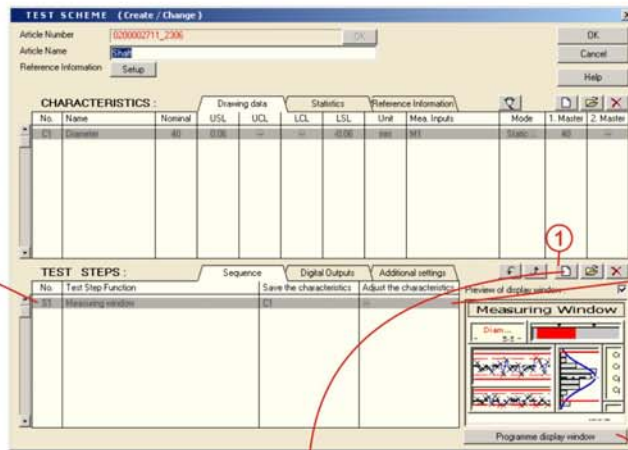 TEST SCHEME (Create / Change)
Article Number 0200002711_2306 OK OK
Article Name Shaft Cancel
Reference Information Setup Help
CHARACTERISTICS: Drawing data Statistics Reference Information
No. Name Nominal USL UCL LCL LSL Unit Mea. Inputs Mode 1. Master 2. Master
C1 Diameter 40 0.06 -- -- -0.06 mm M1 Static ... 40 --
1
TEST STEPS: Sequence Digital Outputs Additional settings
No. Test Step Function Save the characteristics Adjust the characteristics Preview of display window:
S1 Measuring window C1 --
Measuring Window
Diam...
Programme display window